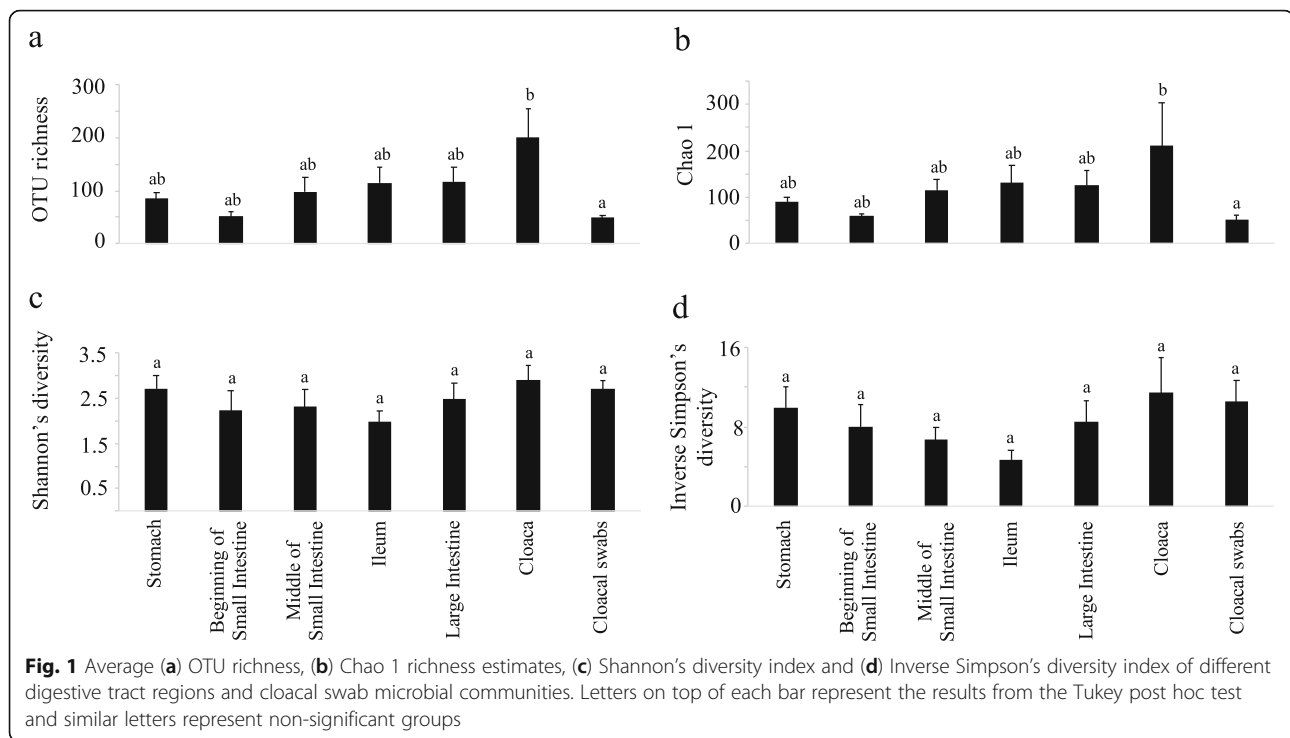 a
300
200
100
0
OTU richness
ab
ab
ab
ab
ab
b
a
b
300
200
100
0
Chao 1
ab
ab
ab
ab
ab
b
a
c
3.5
2.5
1.5
0.5
Shannon's diversity
a
a
a
a
a
a
a
Stomach
Beginning of
Small Intestine
Middle of
Small Intestine
Ileum
Large Intestine
Cloaca
Cloacal swabs
d
16
8
0
Inverse Simpson's
diversity
a
a
a
a
a
a
a
Stomach
Beginning of
Small Intestine
Middle of
Small Intestine
Ileum
Large Intestine
Cloaca
Cloacal swabs
Fig. 1 Average (a) OTU richness, (b) Chao 1 richness estimates, (c) Shannon's diversity index and (d) Inverse Simpson's diversity index of different
digestive tract regions and cloacal swab microbial communities. Letters on top of each bar represent the results from the Tukey post hoc test
and similar letters represent non-significant groups